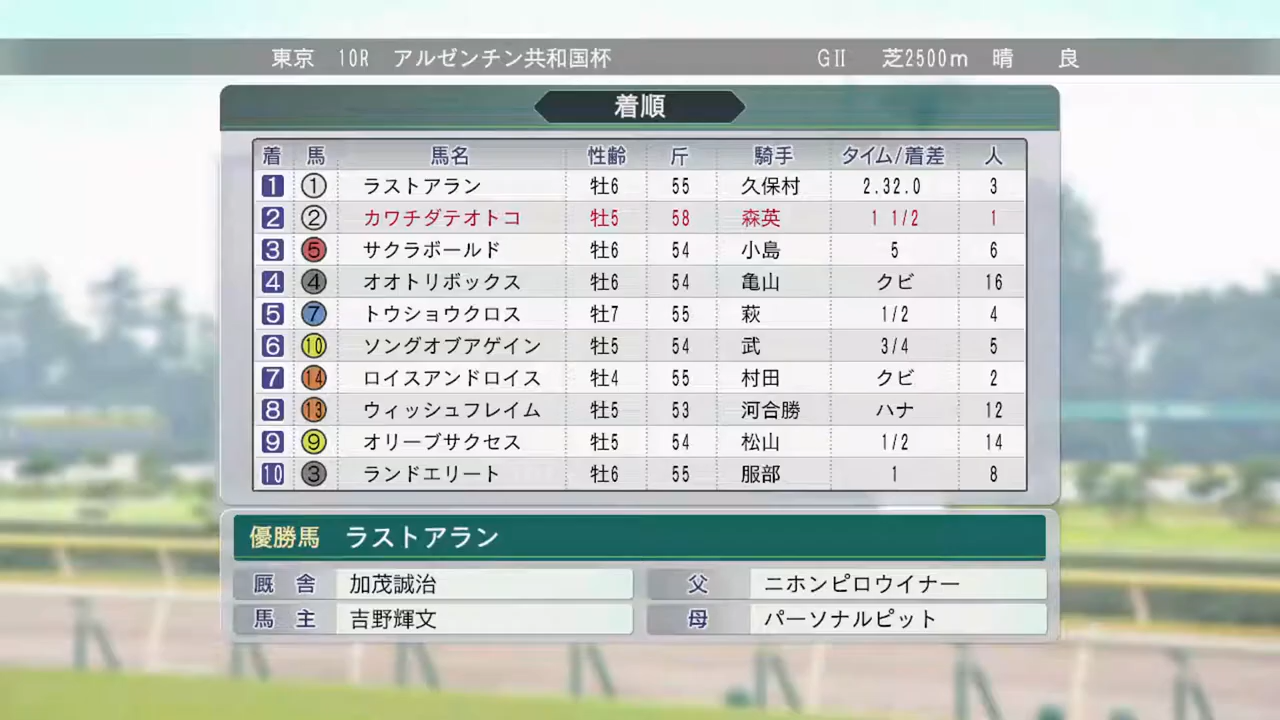 東京 10R アルゼンチン共和国杯 GII 芝2500m 晴 良
着順
着 馬 馬名 性齢 斤 騎手 タイム/着差 人
1 1 ラストアラン 牡6 55 久保村 2.32.0 3
2 2 カワチダテオトコ 牡5 58 森英 1 1/2 1
3 5 サクラボールド 牡6 54 小島 5 6
4 4 オオトリボックス 牡6 54 亀山 クビ 16
5 7 トウショウクロス 牡7 55 萩 1/2 4
6 10 ソングオブアゲイン 牡5 54 武 3/4 5
7 14 ロイスアンドロイス 牡4 55 村田 クビ 2
8 13 ウィッシュフレイム 牡5 53 河合勝 ハナ 12
9 9 オリーブサクセス 牡5 54 松山 1/2 14
10 3 ランドエリート 牡6 55 服部 1 8
優勝馬 ラストアラン
厩舎 加茂誠治 父 ニホンピロウイナー
馬主 吉野輝文 母 パーソナルピット